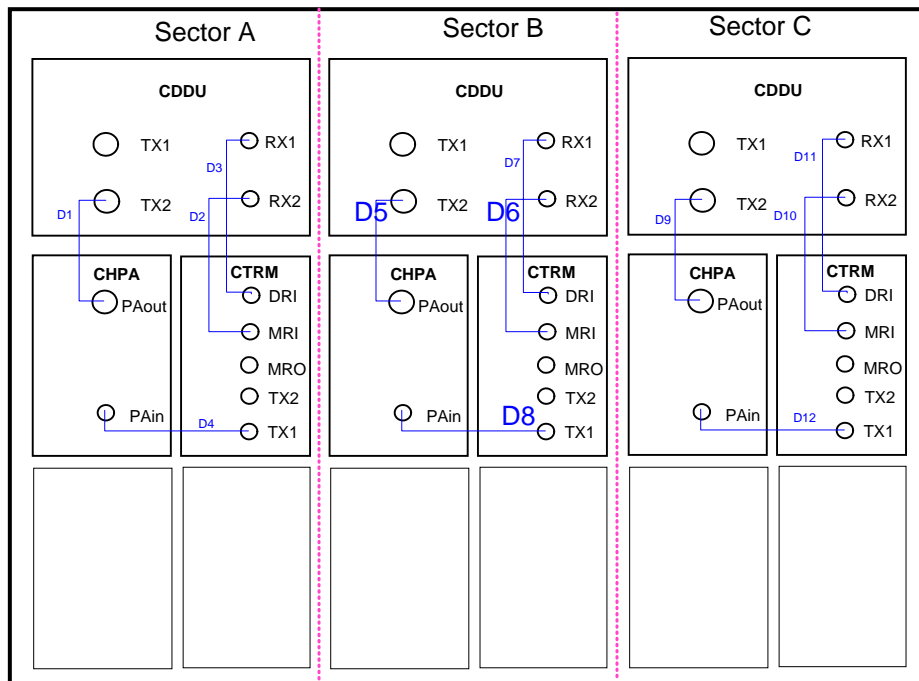 Sector A
Sector B
Sector C
CDDU
CDDU
CDDU
TX1
RX1
TX1
RX1
TX1
RX1
D3
D7
D11
TX2
RX2
TX2
RX2
TX2
RX2
D1
D2
D5
D6
D9
D10
CHPA
CTRM
CHPA
CTRM
CHPA
CTRM
PAout
DRI
PAout
DRI
PAout
DRI
MRI
MRI
MRI
MRO
MRO
MRO
TX2
TX2
TX2
PAin
D4
TX1
PAin
D8
TX1
PAin
D12
TX1